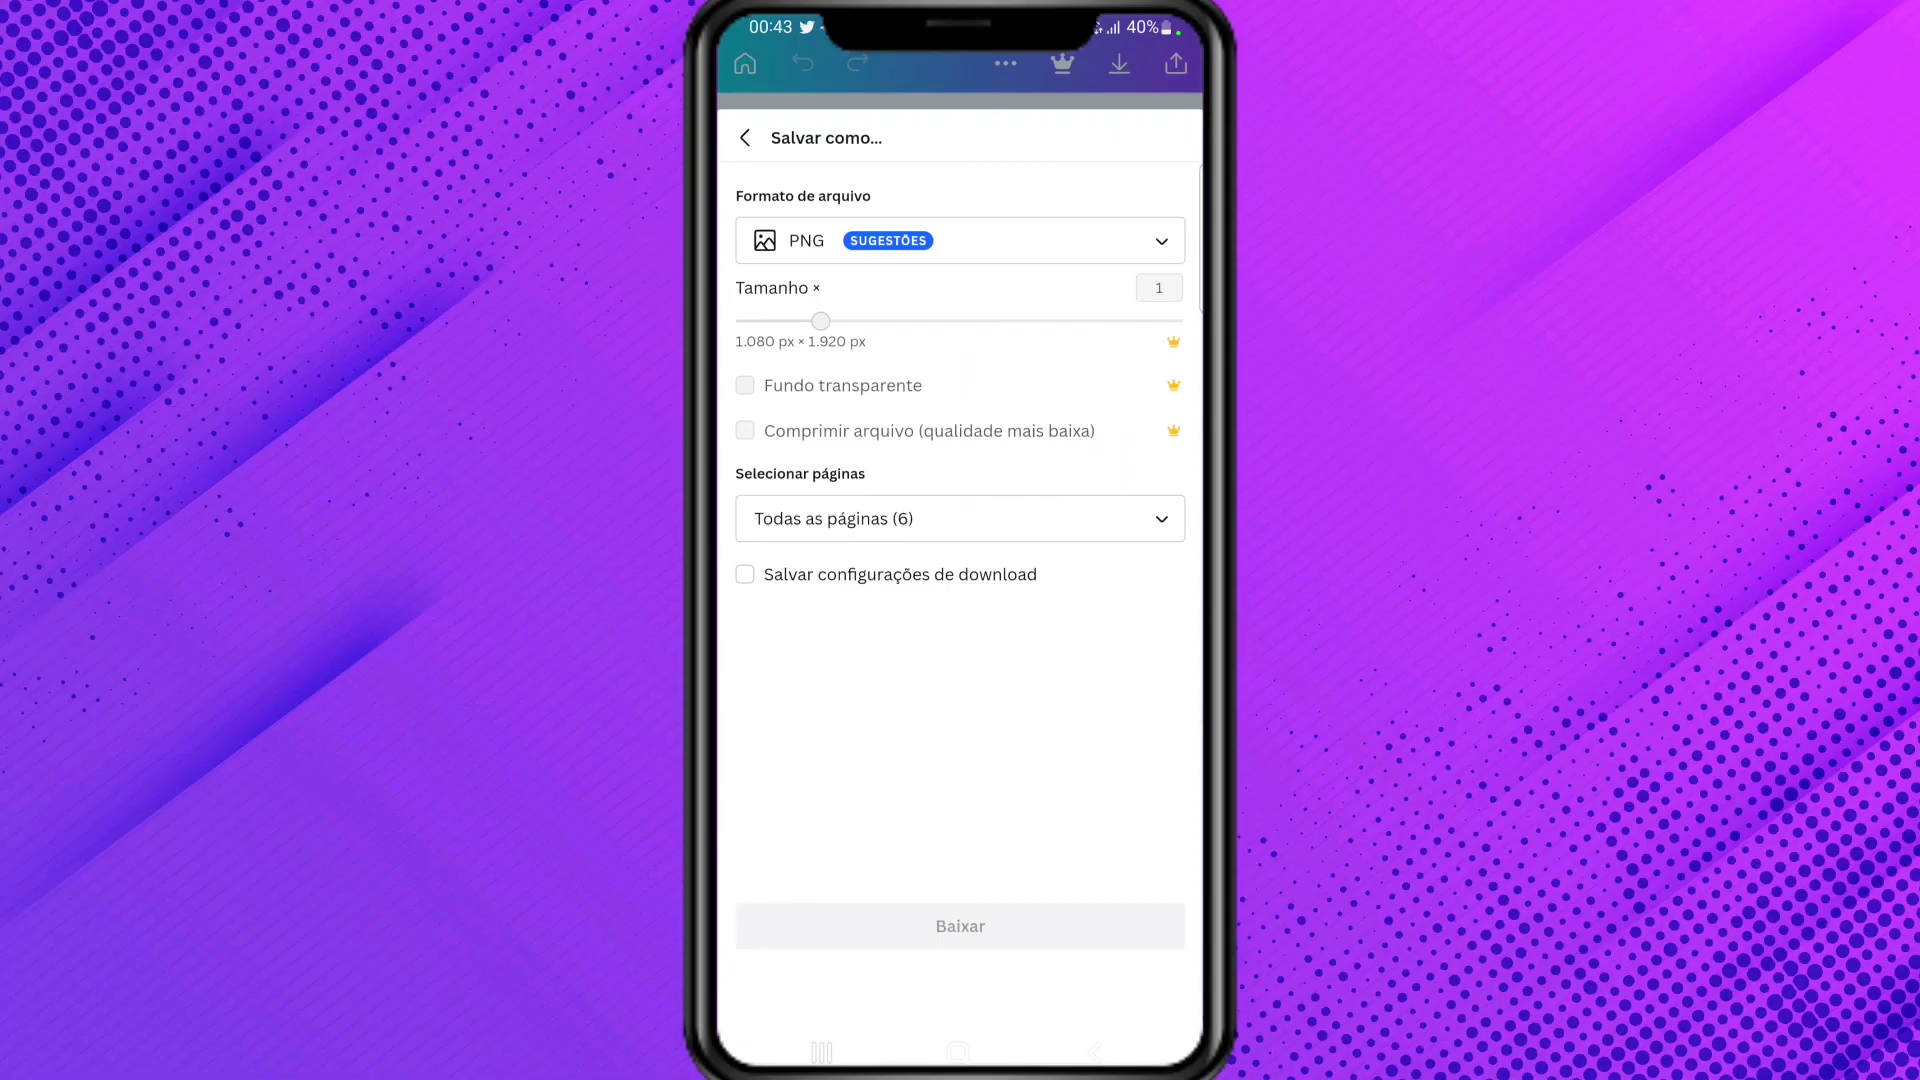 00:43
40%
Salvar como...
Formato de arquivo
PNG SUGESTÕES
Tamanho × 1
1.080 px × 1.920 px
Fundo transparente
Comprimir arquivo (qualidade mais baixa)
Selecionar páginas
Todas as páginas (6)
Salvar configurações de download
Baixar